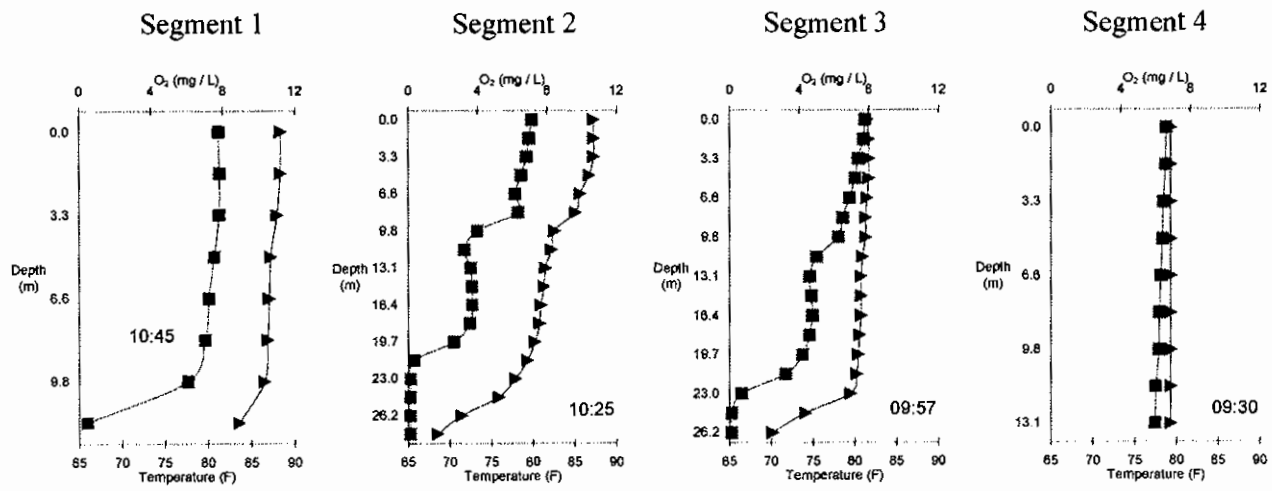 Segment 1
O₂ (mg / L)
0 4 8 12
0.0
3.3
Depth
(m)
6.6
10:45
9.8
65 70 75 80 85 90
Temperature (F)
Segment 2
O₂ (mg / L)
0 4 8 12
0.0
3.3
6.6
9.8
Depth
(m)
13.1
16.4
19.7
23.0
10:25
26.2
65 70 75 80 85 90
Temperature (F)
Segment 3
O₂ (mg / L)
0 4 8 12
0.0
3.3
6.6
9.8
Depth
(m)
13.1
16.4
19.7
23.0
09:57
26.2
65 70 75 80 85 90
Temperature (F)
Segment 4
O₂ (mg / L)
0 4 8 12
0.0
3.3
Depth
(m)
6.6
9.8
09:30
13.1
65 70 75 80 85 90
Temperature (F)